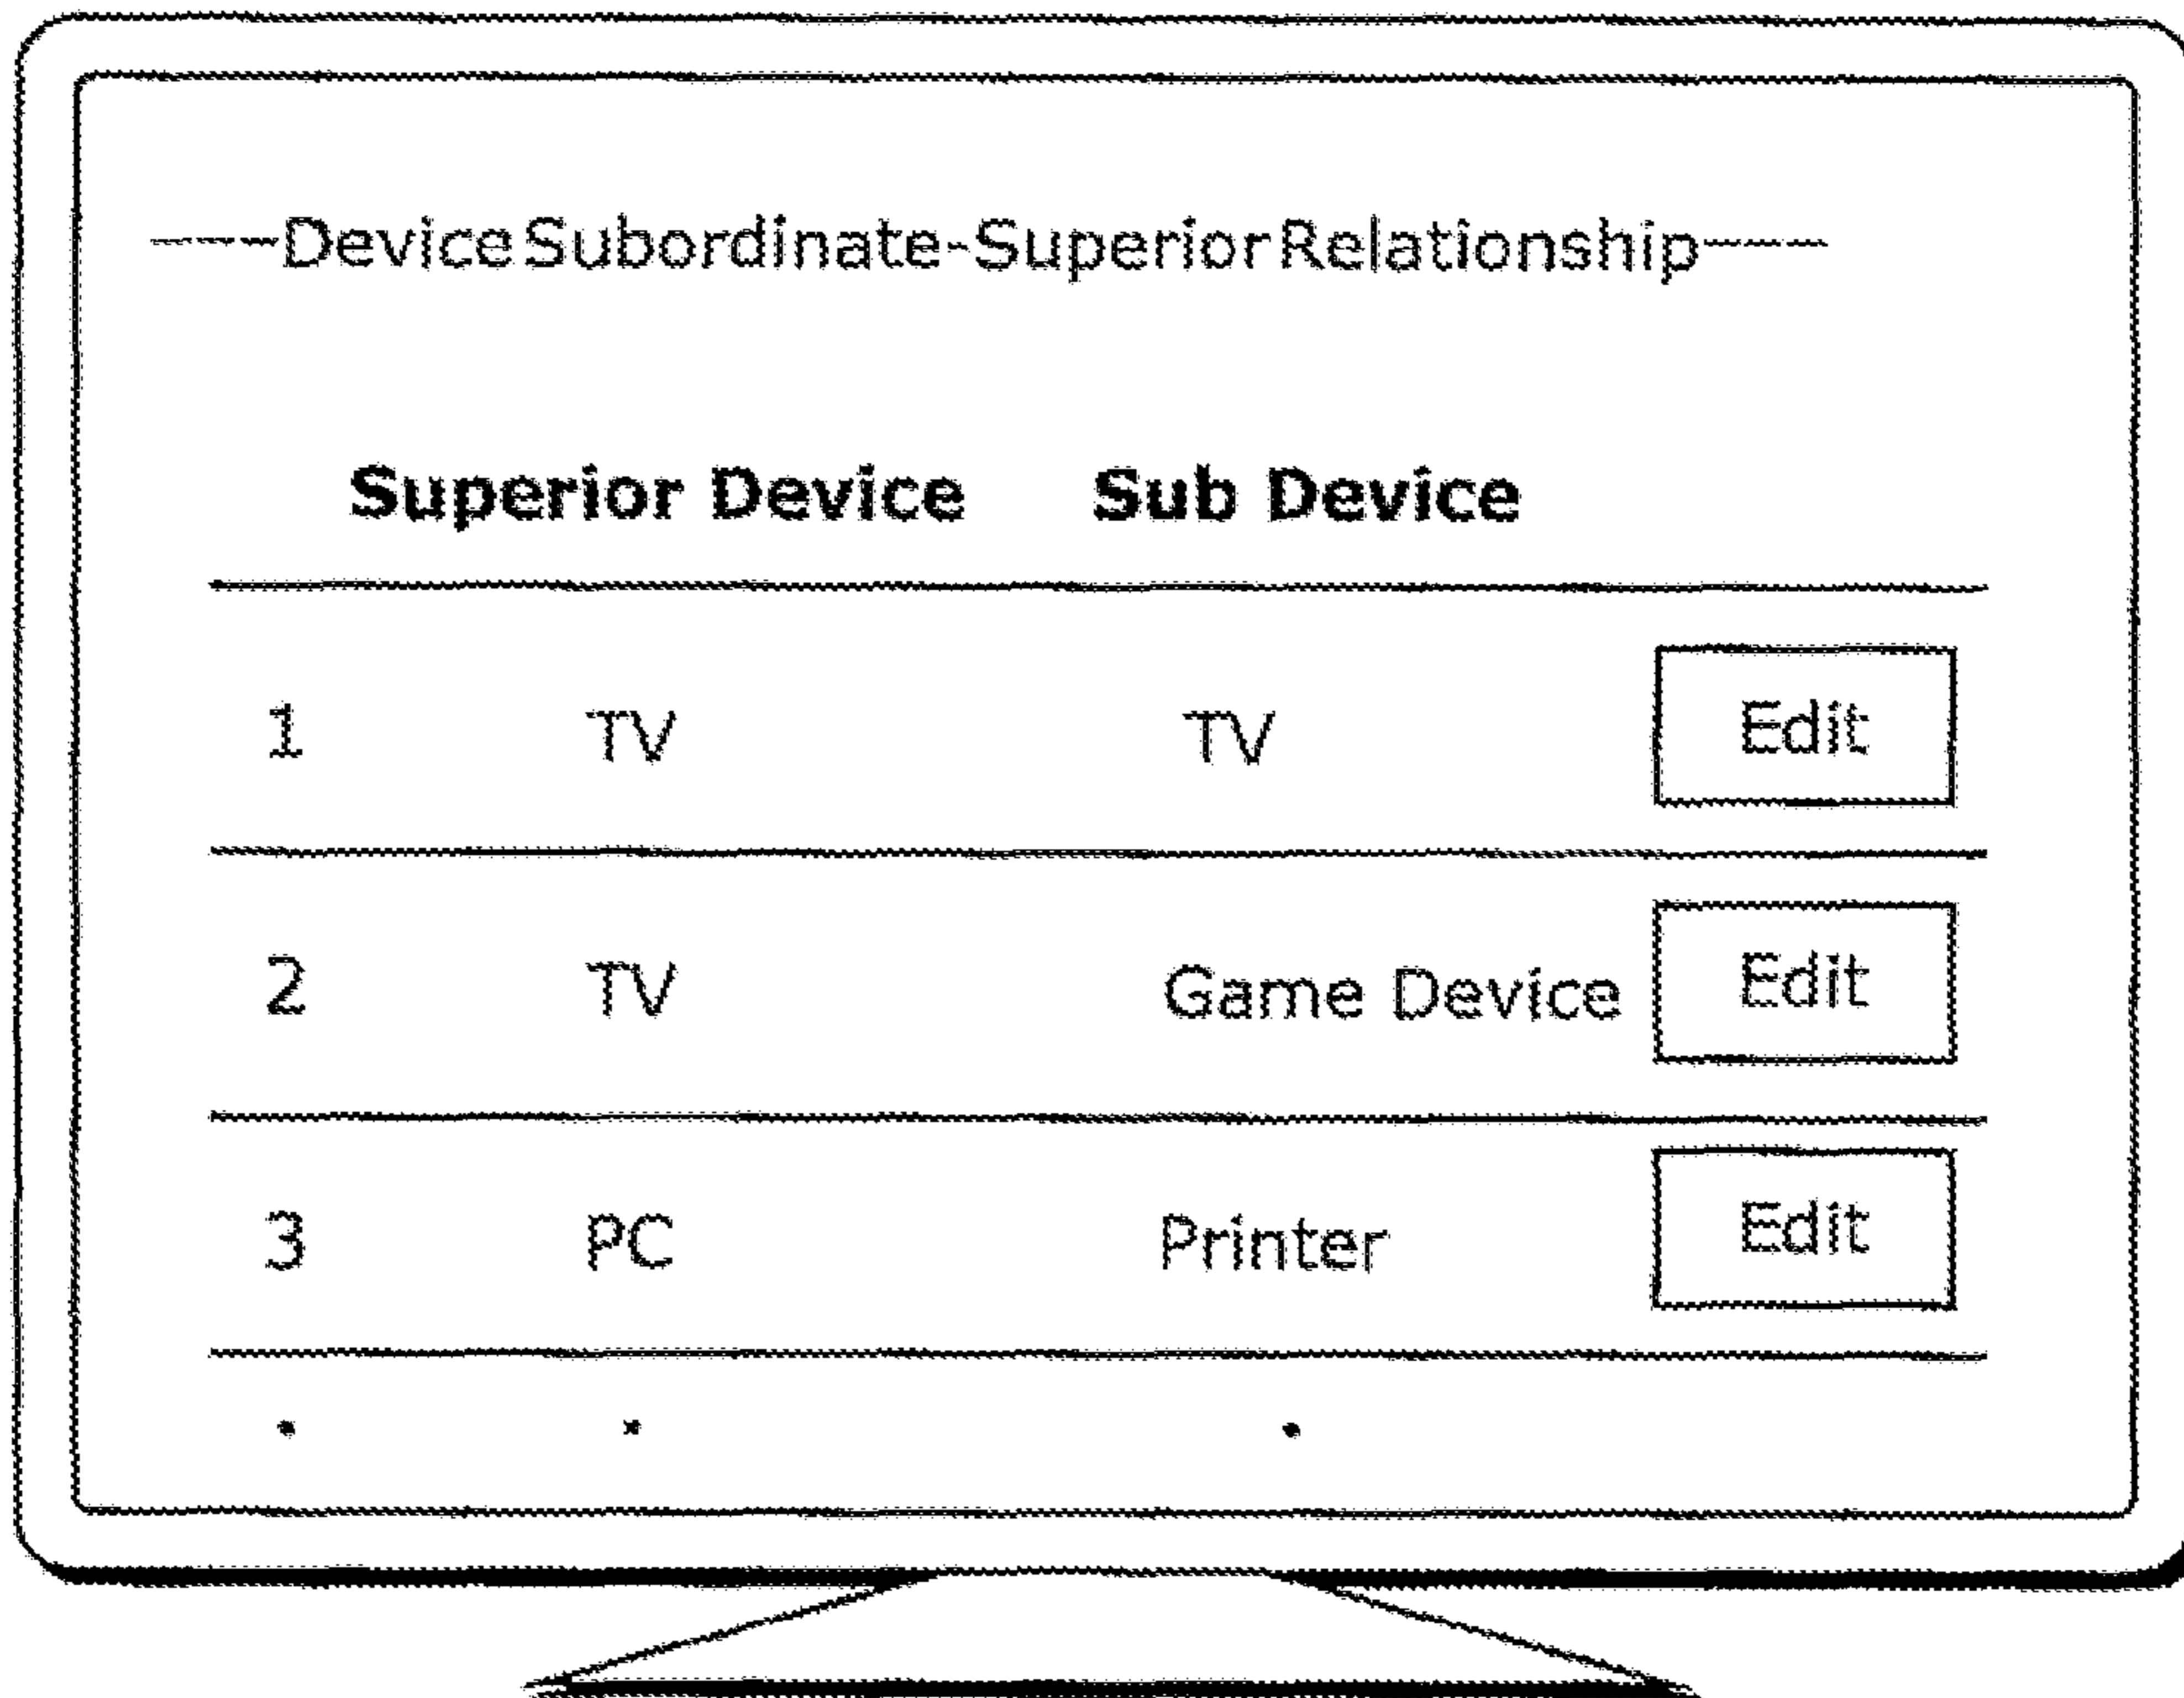 ----Device Subordinate-Superior Relationship----
Superior Device Sub Device
1 TV TV Edit
2 TV Game Device Edit
3 PC Printer Edit
• • •